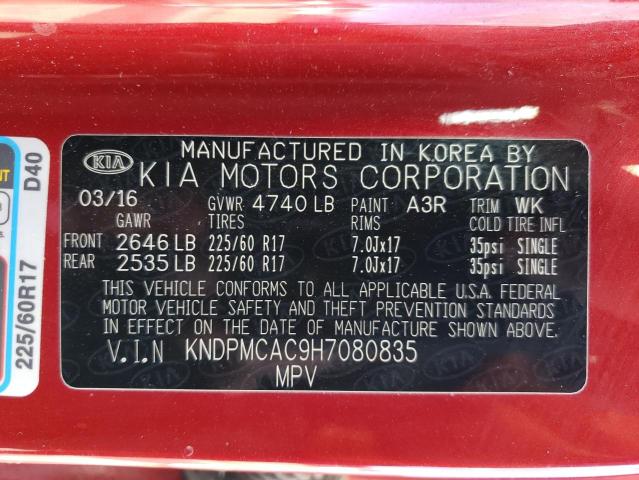 MANUFACTURED IN KOREA BY
KIA KIA MOTORS CORPORATION
03/16 GVWR 4740 LB PAINT A3R TRIM WK
GAWR TIRES RIMS COLD TIRE INFL
FRONT 2646 LB 225/60 R17 7.0Jx17 35psi SINGLE
REAR 2535 LB 225/60 R17 7.0Jx17 35psi SINGLE
THIS VEHICLE CONFORMS TO ALL APPLICABLE U.S.A. FEDERAL
MOTOR VEHICLE SAFETY AND THEFT PREVENTION STANDARDS
IN EFFECT ON THE DATE OF MANUFACTURE SHOWN ABOVE.
V.I.N KNDPMCAC9H7080835
MPV
225/60R17 D40